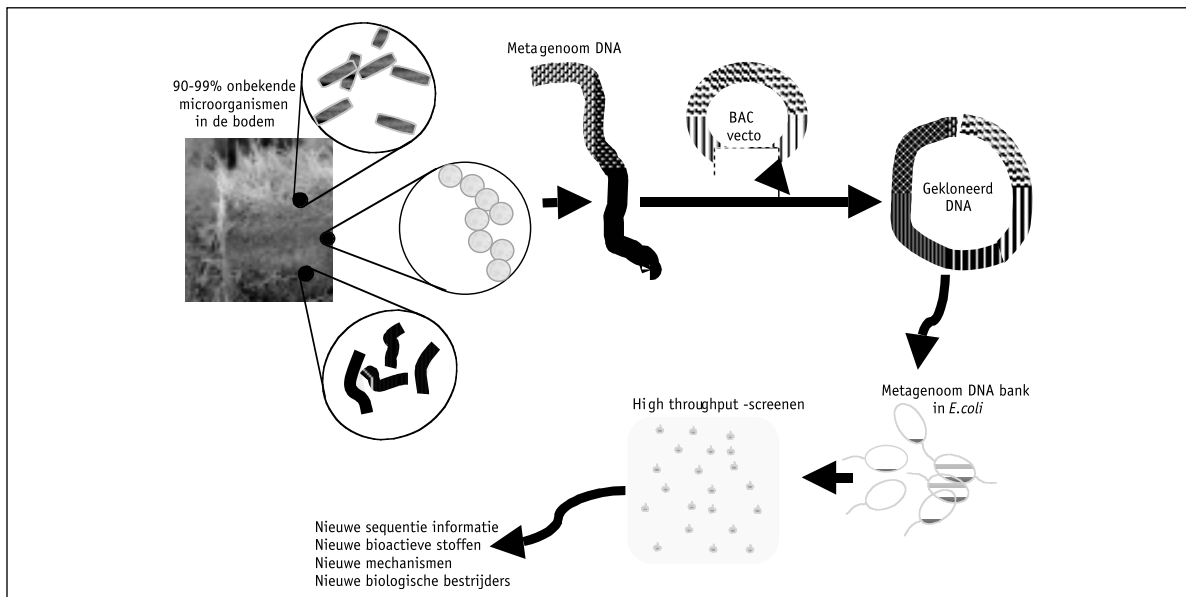 90-99% onbekende
microorganismen
in de bodem
Metagenoom DNA
BAC
vecto
Gekloneerd
DNA
Metagenoom DNA bank
in E.coli
High throughput -screenen
Nieuwe sequentie informatie
Nieuwe bioactieve stoffen
Nieuwe mechanismen
Nieuwe biologische bestrijders